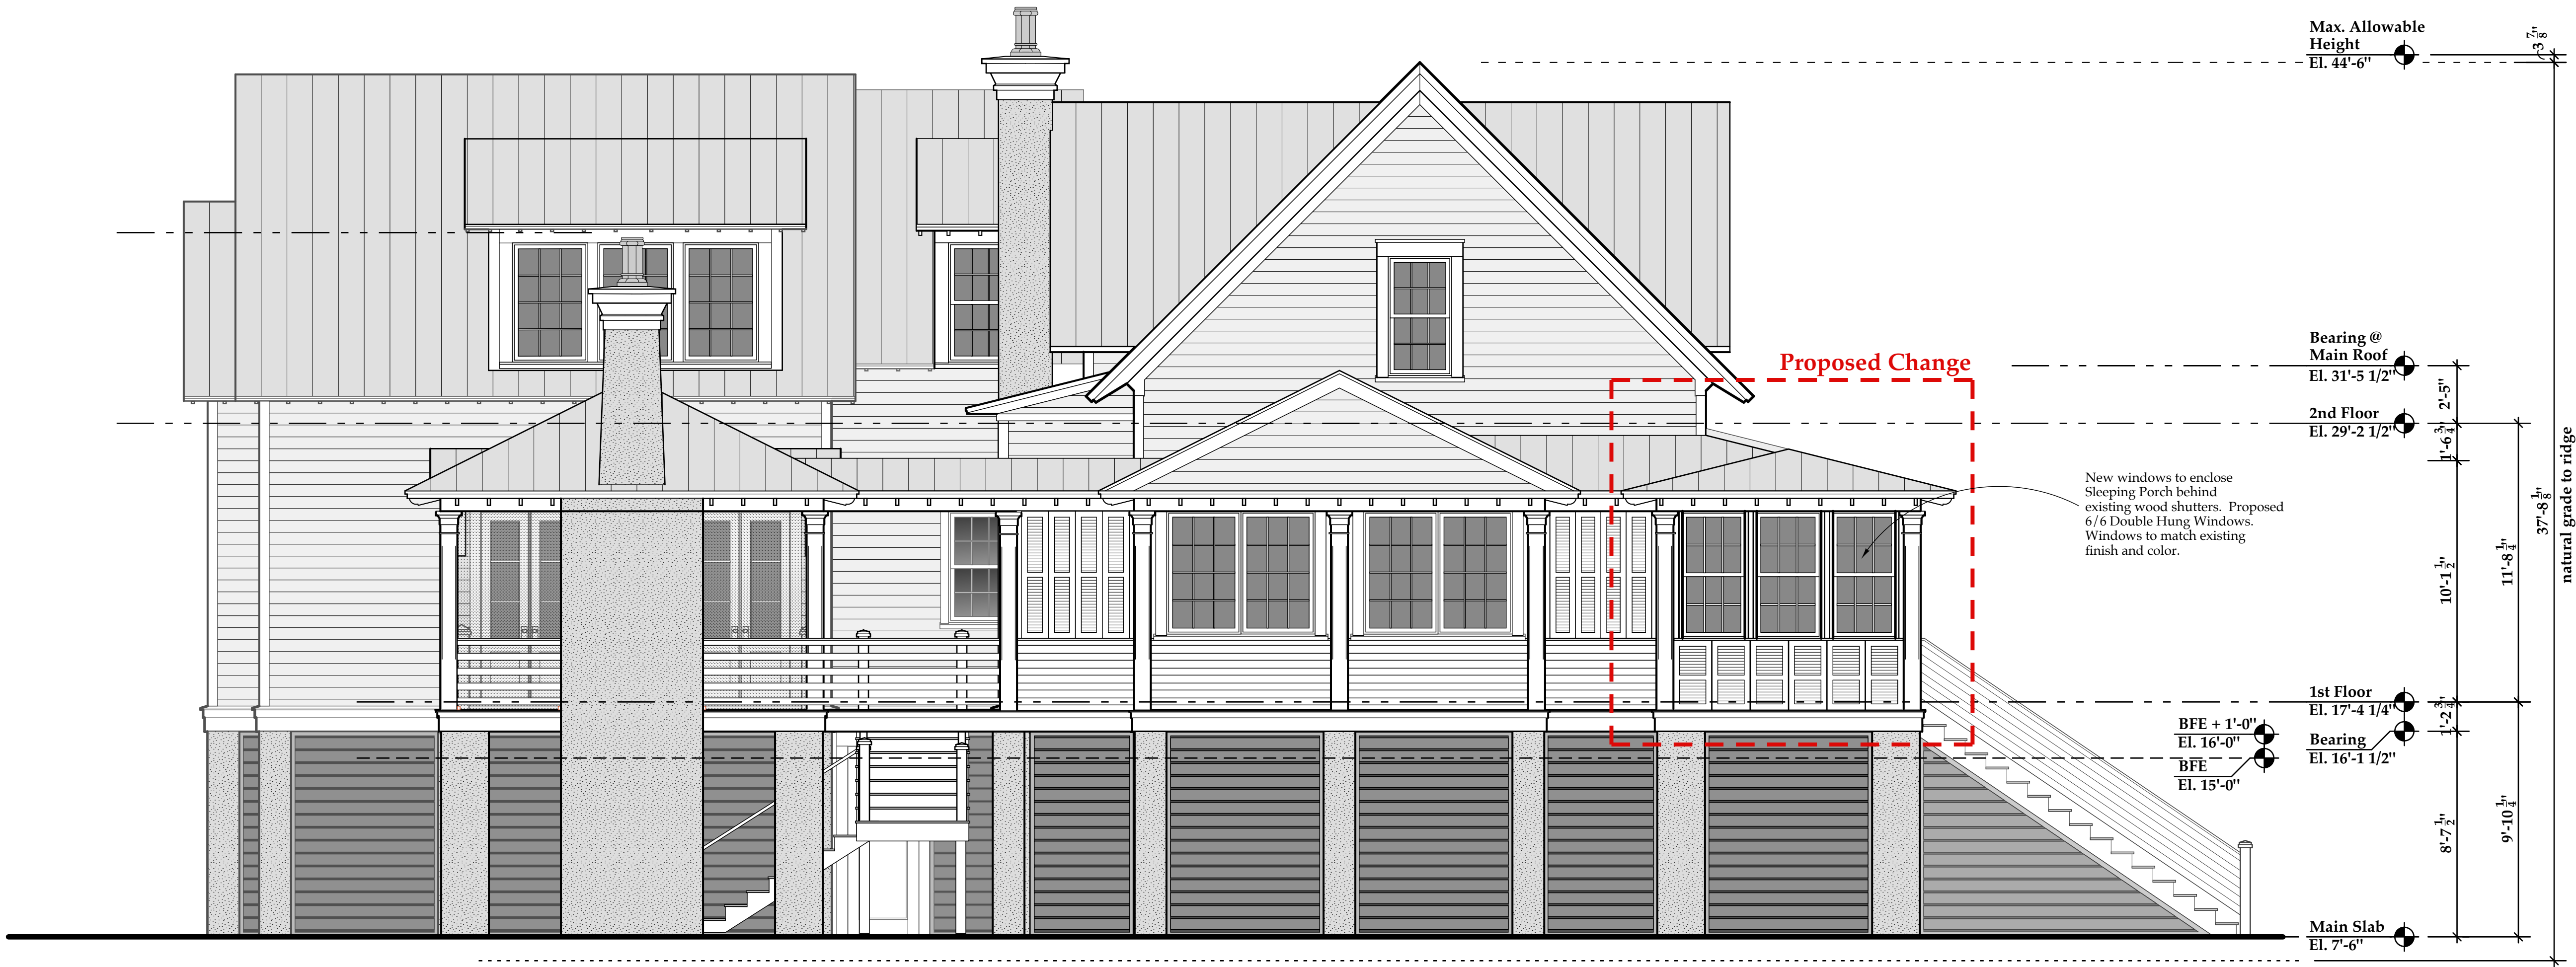 Max. Allowable
Height
El. 44'-6"
3 7/8"
Proposed Change
Bearing @
Main Roof
El. 31'-5 1/2"
2'-5"
2nd Floor
El. 29'-2 1/2"
1'-6 3/4"
New windows to enclose
Sleeping Porch behind
existing wood shutters. Proposed
6/6 Double Hung Windows.
Windows to match existing
finish and color.
10'-1 1/2"
11'-8 1/4"
37'-8 1/8"
natural grade to ridge
1st Floor
El. 17'-4 1/4"
1'-2 3/4"
BFE + 1'-0"
El. 16'-0"
Bearing
El. 16'-1 1/2"
BFE
El. 15'-0"
8'-7 1/2"
9'-10 1/4"
Main Slab
El. 7'-6"